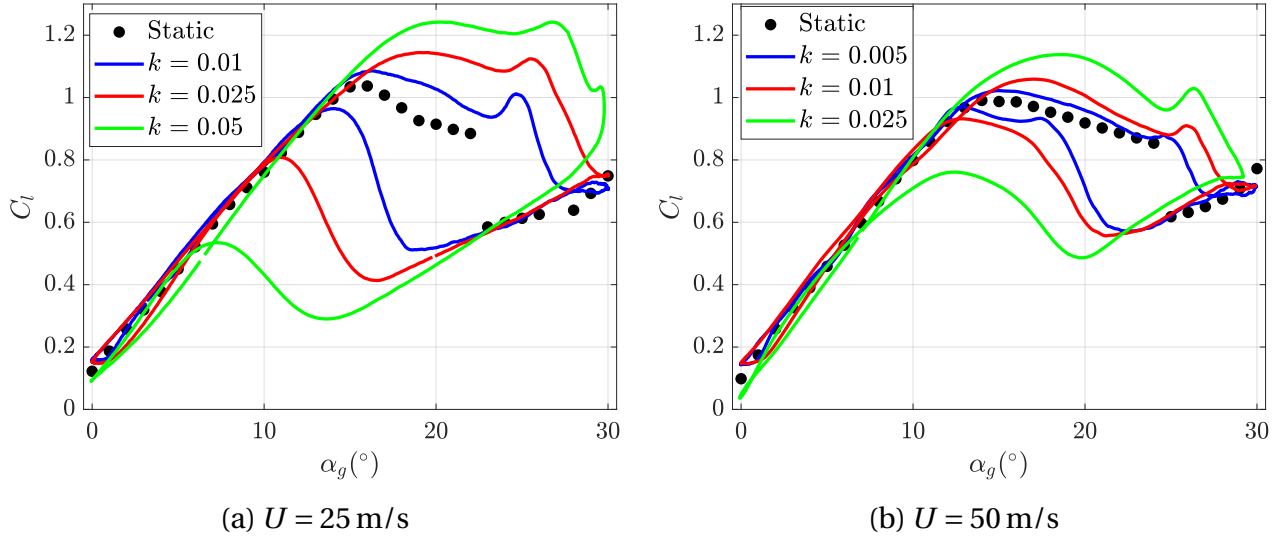 Static
k = 0.01
k = 0.025
k = 0.05
1.2
1
0.8
0.6
0.4
0.2
0
C_l
0
10
20
30
α_g(°)
(a) U = 25 m/s
Static
k = 0.005
k = 0.01
k = 0.025
1.2
1
0.8
0.6
0.4
0.2
0
C_l
0
10
20
30
α_g(°)
(b) U = 50 m/s